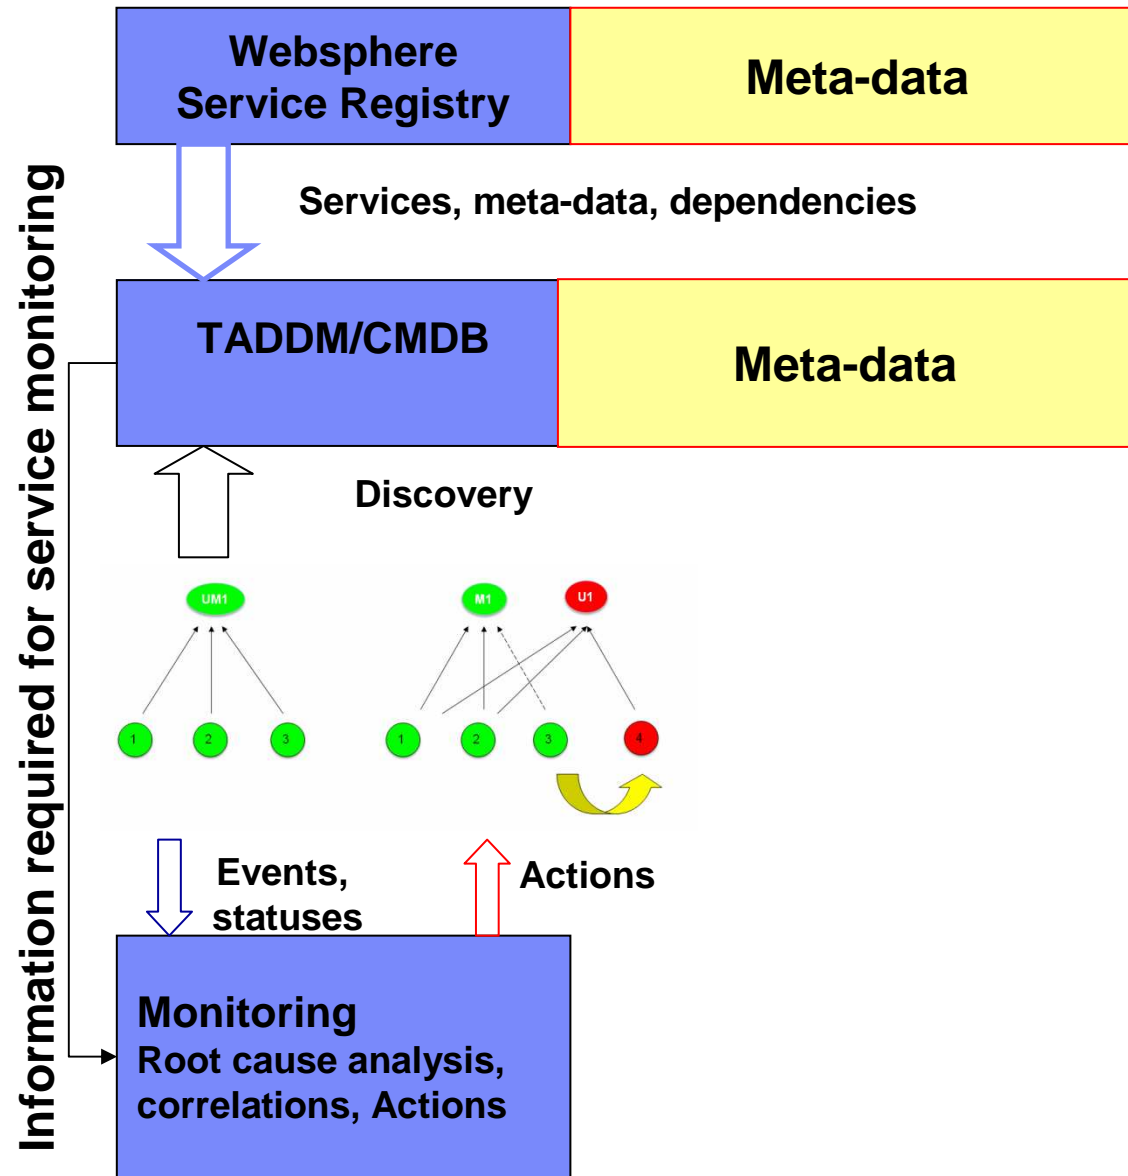 Websphere
Service Registry
Meta-data
Services, meta-data, dependencies
TADDM/CMDB
Meta-data
Discovery
UM1
M1
U1
1
2
3
1
2
3
4
Events,
statuses
Actions
Monitoring
Root cause analysis,
correlations, Actions
Information required for service monitoring